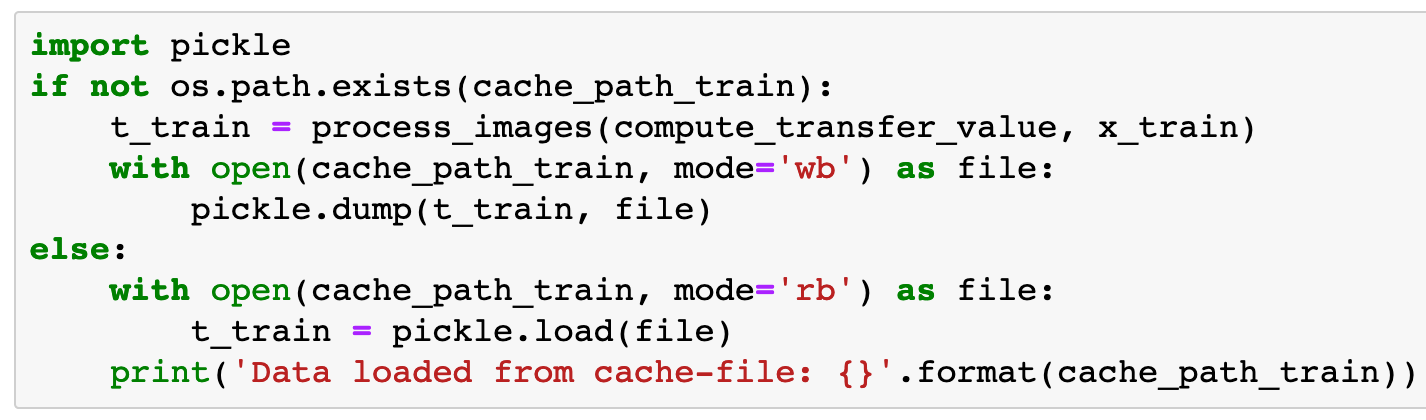 import pickle
if not os.path.exists(cache_path_train):
    t_train = process_images(compute_transfer_value, x_train)
    with open(cache_path_train, mode='wb') as file:
        pickle.dump(t_train, file)
else:
    with open(cache_path_train, mode='rb') as file:
        t_train = pickle.load(file)
    print('Data loaded from cache-file: {}'.format(cache_path_train))